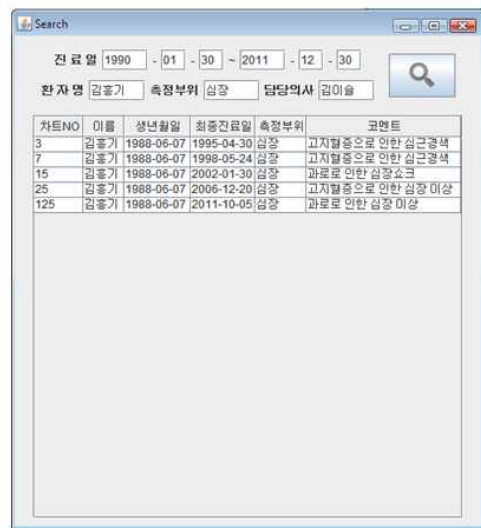 Search
진 료 일 1990 - 01 - 30 ~ 2011 - 12 - 30
환 자 명 김흥기 측정부위 심장 담당의사 김이슬
차트NO 이름 생년월일 최종진료일 측정부위 코멘트
3 김흥기 1988-06-07 1995-04-30 심장 고지혈증으로 인한 심근경색
7 김흥기 1988-06-07 1998-05-24 심장 고지혈증으로 인한 심근경색
15 김흥기 1988-06-07 2002-01-30 심장 과로로 인한 심장쇼크
25 김흥기 1988-06-07 2006-12-20 심장 고지혈증으로 인한 심장 이상
125 김흥기 1988-06-07 2011-10-05 심장 과로로 인한 심장 이상